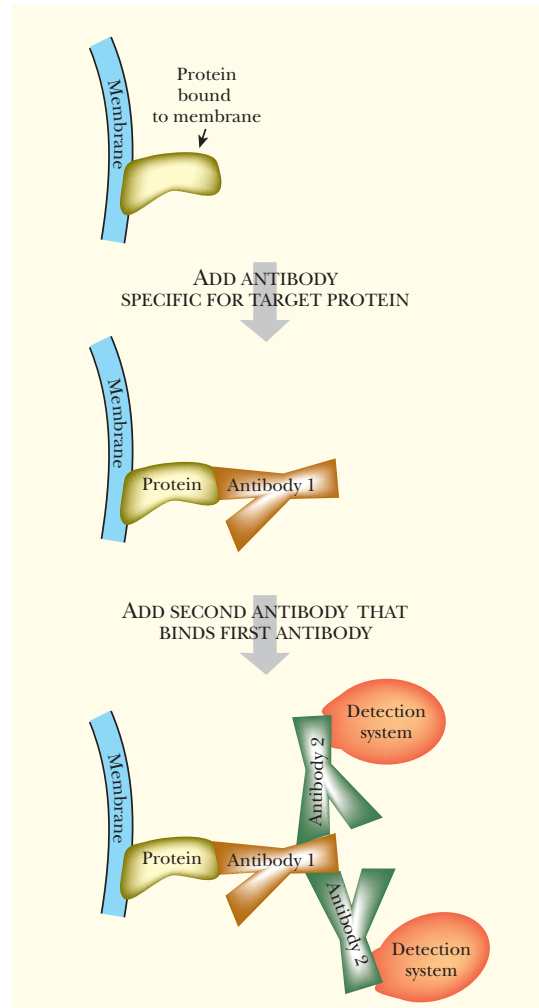 Membrane
Protein
bound
to membrane
ADD ANTIBODY
SPECIFIC FOR TARGET PROTEIN
Membrane
Protein
Antibody 1
ADD SECOND ANTIBODY THAT
BINDS FIRST ANTIBODY
Membrane
Protein
Antibody 1
Antibody 2
Detection
system
Antibody 2
Detection
system